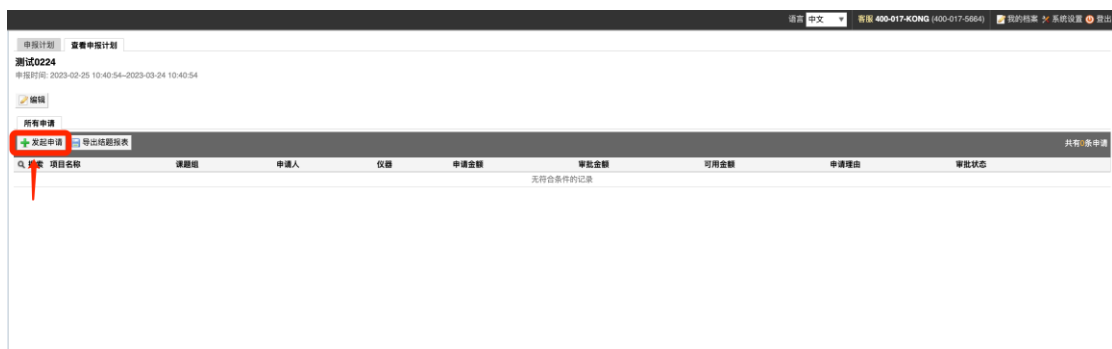 语言 中文 客服 400-017-KONG (400-017-5664) 我的档案 系统设置 登出
申报计划 查看申报计划
测试0224
申报时间: 2023-02-25 10:40:54~2023-03-24 10:40:54
编辑
所有申请
发起申请 导出结题报表 共有0条申请
搜索 项目名称 课题组 申请人 仪器 申请金额 审批金额 可用金额 申请理由 审批状态
无符合条件的记录